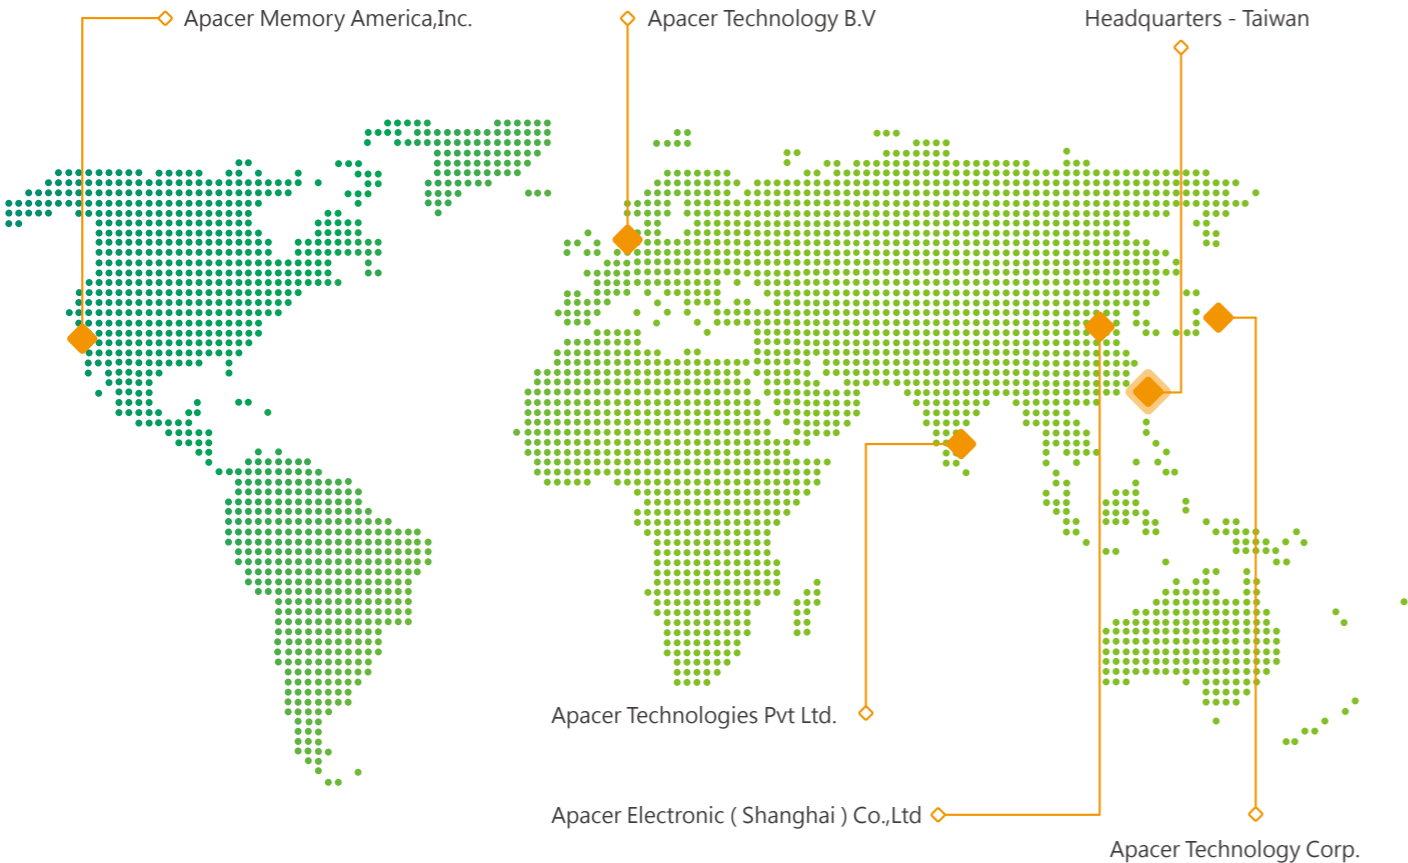 Apacer Memory America,Inc.
Apacer Technology B.V
Headquarters - Taiwan
Apacer Technologies Pvt Ltd.
Apacer Electronic ( Shanghai ) Co.,Ltd
Apacer Technology Corp.